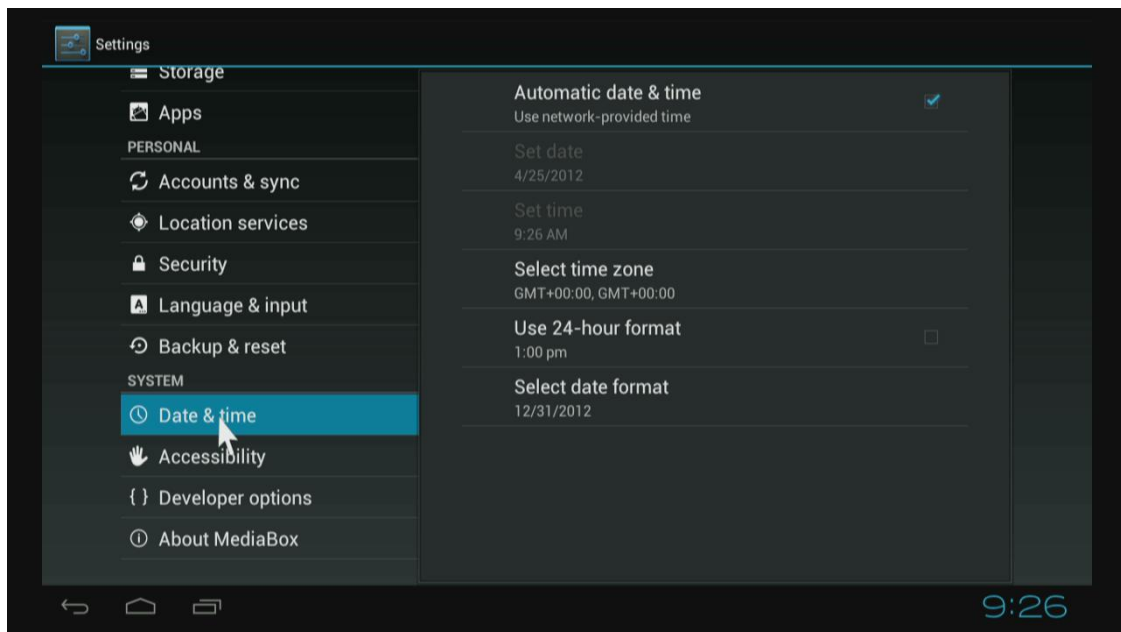 Settings
Storage
Apps
PERSONAL
Accounts & sync
Location services
Security
Language & input
Backup & reset
SYSTEM
Date & time
Accessibility
{ } Developer options
About MediaBox
Automatic date & time
Use network-provided time
Set date
4/25/2012
Set time
9:26 AM
Select time zone
GMT+00:00, GMT+00:00
Use 24-hour format
1:00 pm
Select date format
12/31/2012
9:26